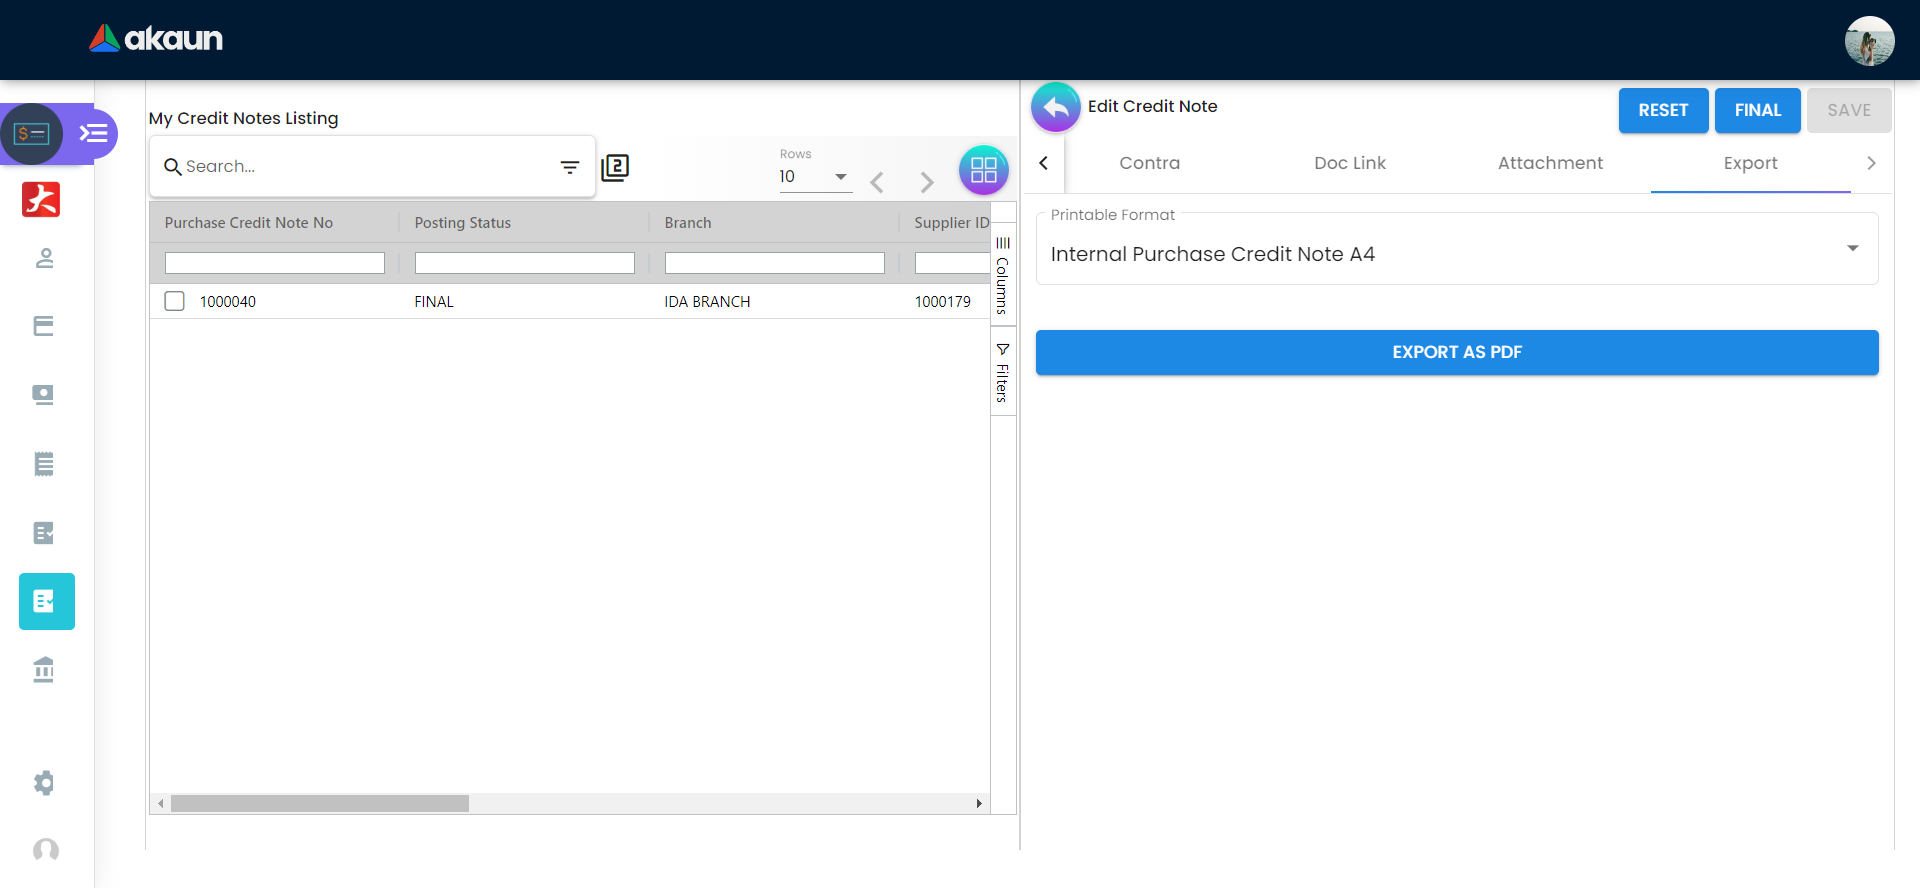 akaun
My Credit Notes Listing
Search...
2
Rows
10
Purchase Credit Note No
Posting Status
Branch
Supplier ID
1000040
FINAL
IDA BRANCH
1000179
Columns
Filters
Edit Credit Note
RESET
FINAL
SAVE
Contra
Doc Link
Attachment
Export
Printable Format
Internal Purchase Credit Note A4
EXPORT AS PDF